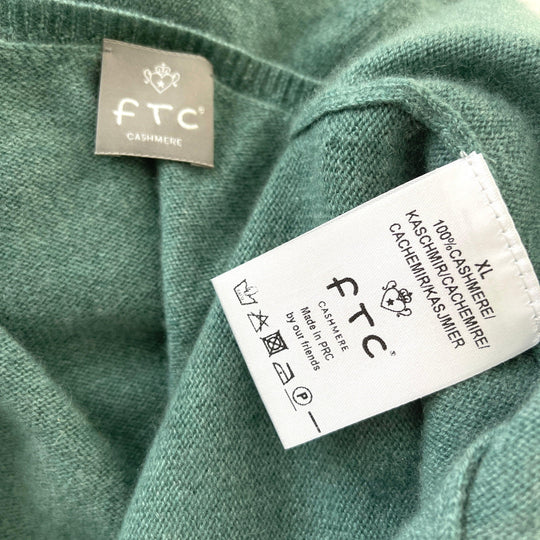 FTC®
CASHMERE
XL
100%CASHMERE/
KASCHMIR/CACHEMIRE/
CACHEMIR/KASJMIER
FTC®
CASHMERE
Made in PRC
by our friends
P